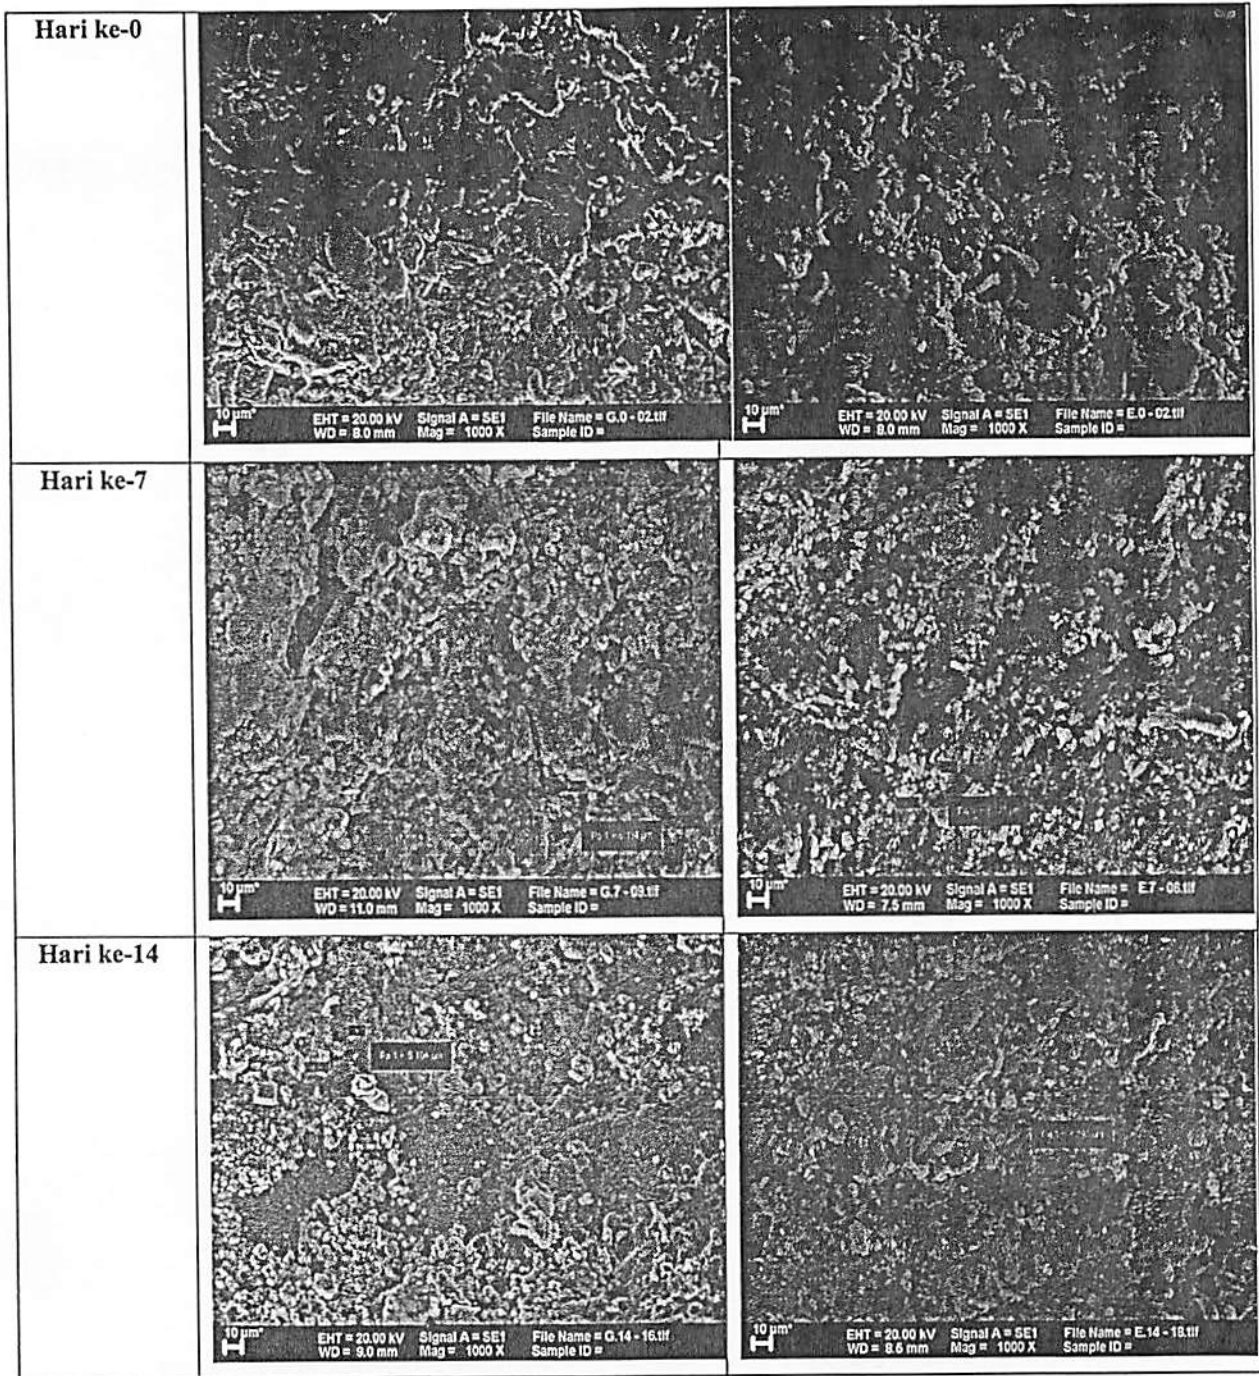 Hari ke-0
10 µm*
EHT = 20.00 kV Signal A = SE1 File Name = G.0 - 02.tif
WD = 8.0 mm Mag = 1000 X Sample ID =
10 µm*
EHT = 20.00 kV Signal A = SE1 File Name = E.0 - 02.tif
WD = 8.0 mm Mag = 1000 X Sample ID =
Hari ke-7
10 µm*
EHT = 20.00 kV Signal A = SE1 File Name = G.7 - 09.tif
WD = 11.0 mm Mag = 1000 X Sample ID =
10 µm*
EHT = 20.00 kV Signal A = SE1 File Name = E.7 - 06.tif
WD = 7.5 mm Mag = 1000 X Sample ID =
Hari ke-14
10 µm*
EHT = 20.00 kV Signal A = SE1 File Name = G.14 - 16.tif
WD = 9.0 mm Mag = 1000 X Sample ID =
10 µm*
EHT = 20.00 kV Signal A = SE1 File Name = E.14 - 18.tif
WD = 8.5 mm Mag = 1000 X Sample ID =